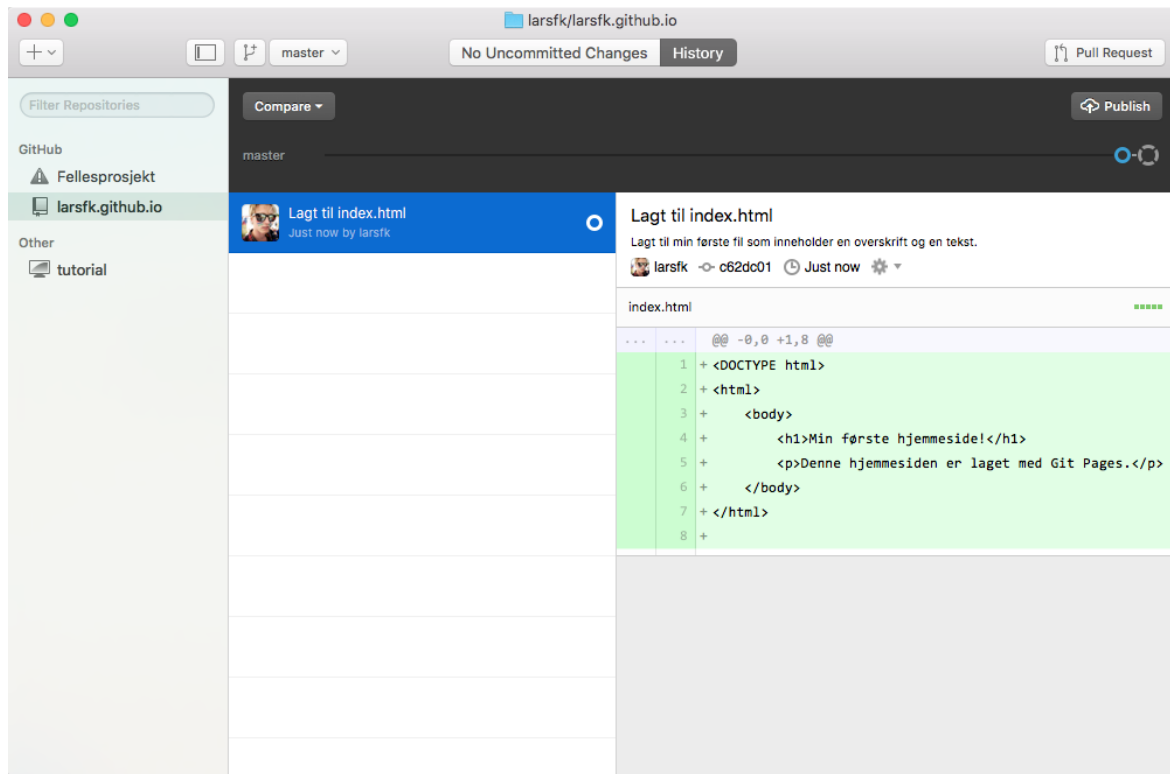 larsfk/larsfk.github.io
master
No Uncommitted Changes
History
Pull Request
Filter Repositories
GitHub
Fellesprosjekt
larsfk.github.io
Other
tutorial
Compare
Publish
master
Lagt til index.html
Just now by larsfk
Lagt til index.html
Lagt til min første fil som inneholder en overskrift og en tekst.
larsfk c62dc01 Just now
index.html
... ... @@ -0,0 +1,8 @@
1 + <DOCTYPE html>
2 + <html>
3 +     <body>
4 +         <h1>Min første hjemmeside!</h1>
5 +         <p>Denne hjemmesiden er laget med Git Pages.</p>
6 +     </body>
7 + </html>
8 +